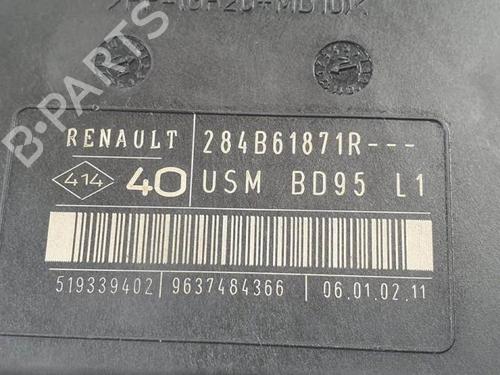 RENAULT 284B61871R---
414 40 USM BD95 L1
519339402 9637484366 06.01.02.11
B-PARTS